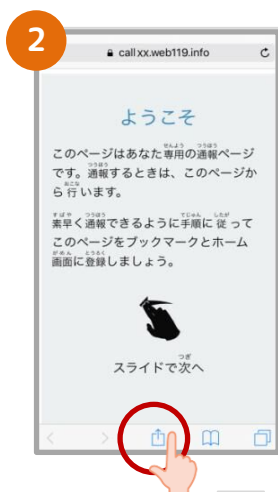 2
callxx.web119.info
ようこそ
このページはあなた専用の通報ページ
です。通報するときは、このページか
ら行います。
素早く通報できるように手順に従って
このページをブックマークとホーム
画面に登録しましょう。
スライドで次へ